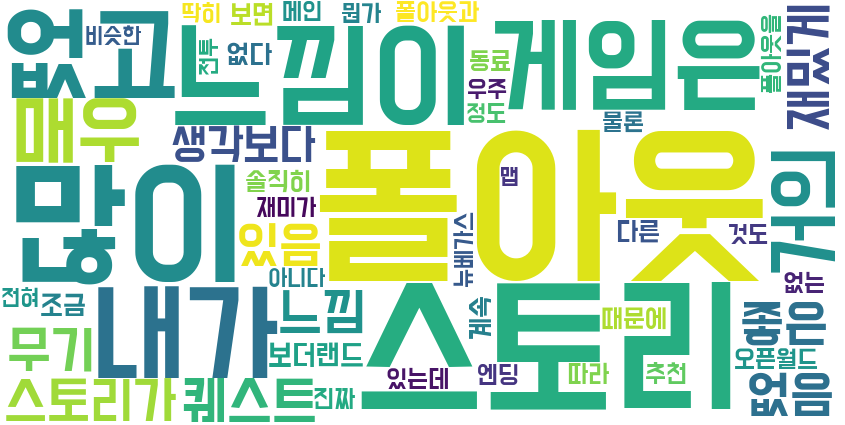 딱히 보면 메인 뭔가 폴아웃과
없고 비슷한 전투 없다 느낌이 게임은 폴아웃을 재밌게
동료
우주
정도
물론
매우 생각보다
많이 솔직히 폴아웃 맵 거의
재미가
있음 뉴베가스 다른 것도
아니다 없는
전혀 조금 내가 느낌 스토리 계속 때문에 좋은
무기 보더랜드 오픈월드
있는데 엔딩 따라 추천 없음
스토리가 퀘스트 진짜